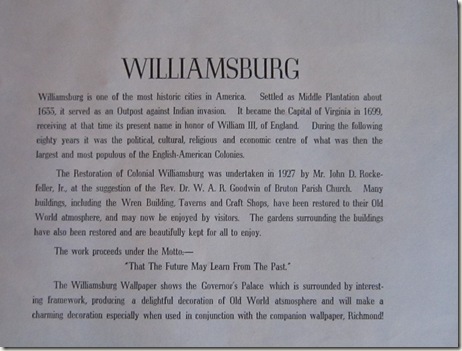 WILLIAMSBURG
Williamsburg is one of the most historic cities in America. Settled as Middle Plantation about
1633, it served as an Outpost against Indian invasion. It became the Capital of Virginia in 1699,
receiving at that time its present name in honor of William III, of England. During the following
eighty years it was the political, cultural, religious and economic centre of what was then the
largest and most populous of the English-American Colonies.
The Restoration of Colonial Williamsburg was undertaken in 1927 by Mr. John D. Rocke-
feller, Jr., at the suggestion of the Rev. Dr. W. A. R. Goodwin of Bruton Parish Church. Many
buildings, including the Wren Building, Taverns and Craft Shops, have been restored to their Old
World atmosphere, and may now be enjoyed by visitors. The gardens surrounding the buildings
have also been restored and are beautifully kept for all to enjoy.
The work proceeds under the Motto:—
"That The Future May Learn From The Past."
The Williamsburg Wallpaper shows the Governor's Palace which is surrounded by interest-
ing framework, producing a delightful decoration of Old World atsmosphere and will make a
charming decoration especially when used in conjunction with the companion wallpaper, Richmond!